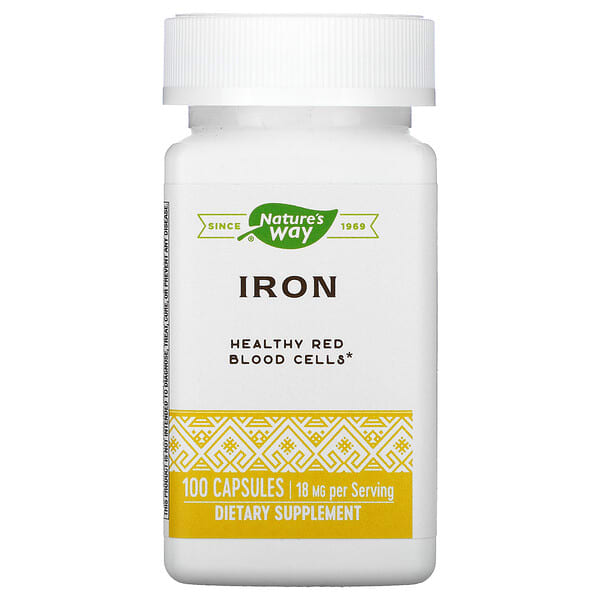 SINCE
Nature's
Way®
1969
IRON
HEALTHY RED
BLOOD CELLS*
100 CAPSULES | 18 MG per Serving
DIETARY SUPPLEMENT
THIS PRODUCT IS NOT INTENDED TO DIAGNOSE, TREAT, CURE, OR PREVENT ANY DISEASE